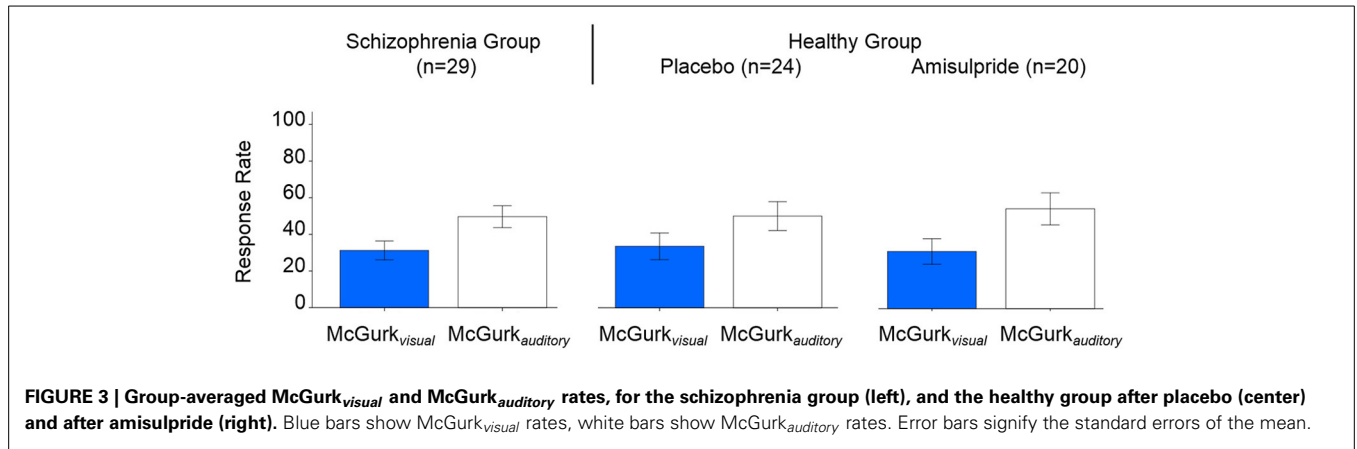 Schizophrenia Group
(n=29)
Healthy Group
Placebo (n=24)
Amisulpride (n=20)
Response Rate
100
80
60
40
20
0
McGurkvisual
McGurkauditory
McGurkvisual
McGurkauditory
McGurkvisual
McGurkauditory
FIGURE 3 | Group-averaged McGurkvisual and McGurkauditory rates, for the schizophrenia group (left), and the healthy group after placebo (center)
and after amisulpride (right). Blue bars show McGurkvisual rates, white bars show McGurkauditory rates. Error bars signify the standard errors of the mean.